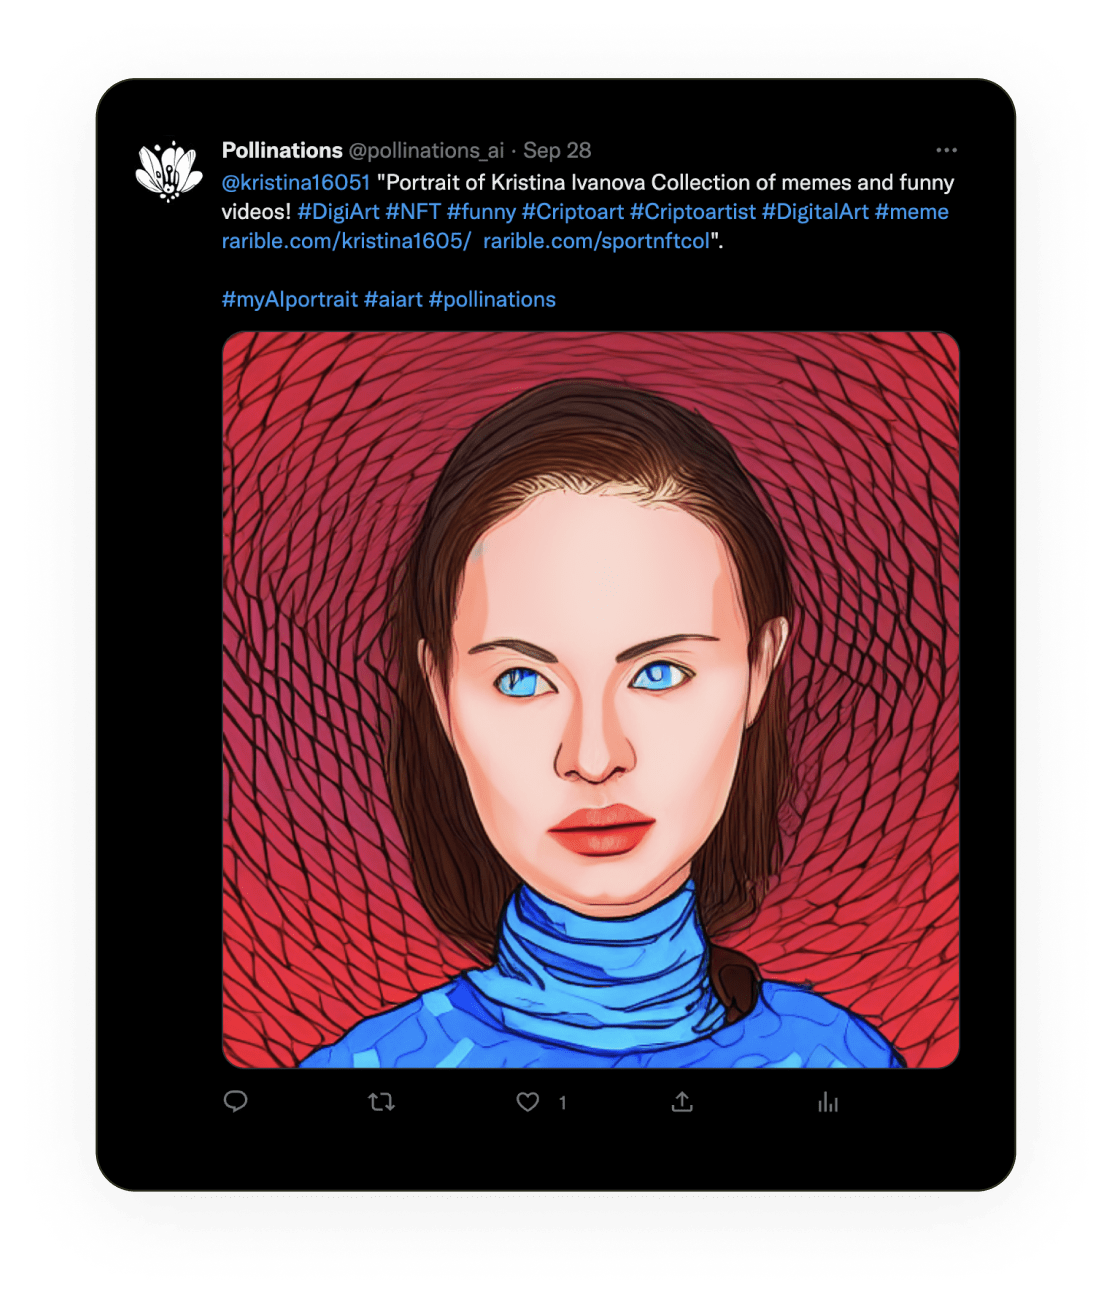 Pollinations @pollinations_ai · Sep 28
@kristina16051 "Portrait of Kristina Ivanova Collection of memes and funny
videos! #DigiArt #NFT #funny #Criptoart #Criptoartist #DigitalArt #meme
rarible.com/kristina1605/ rarible.com/sportnftcol".
#myAIportrait #aiart #pollinations
1